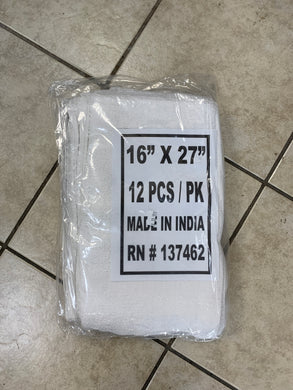 16” X 27”
12 PCS / PK
MADE IN INDIA
RN # 137462